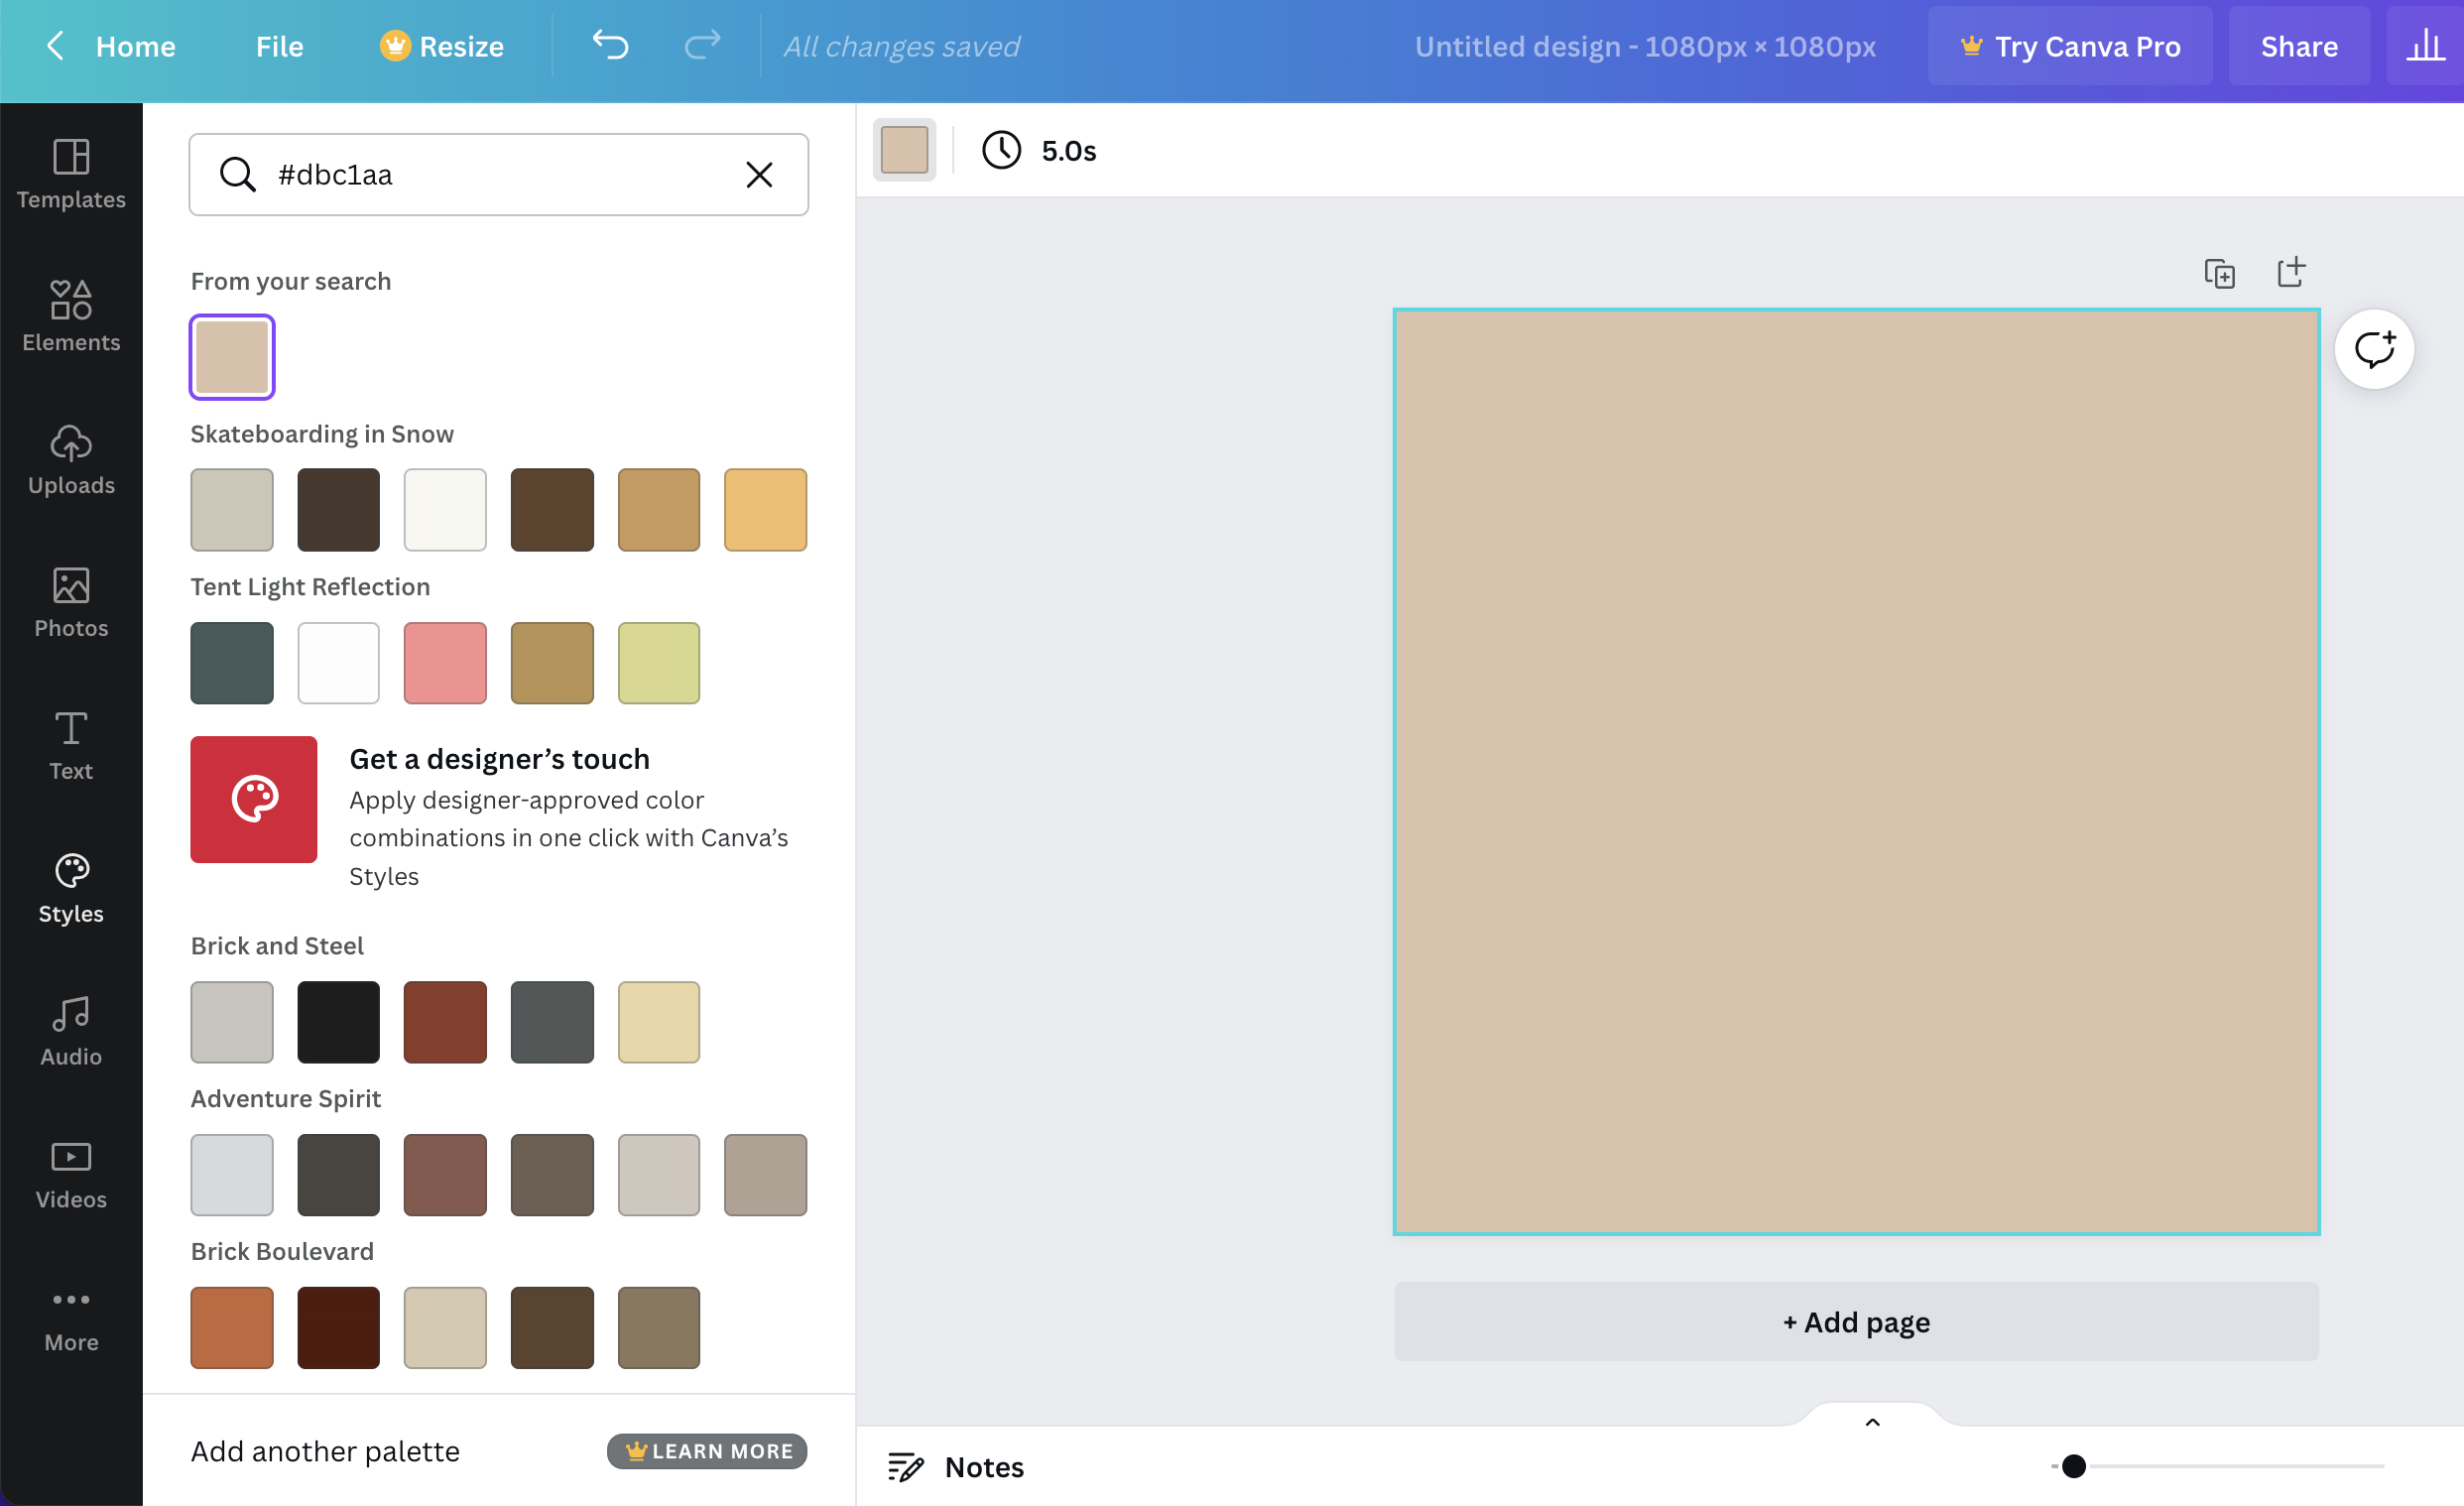 Home
File
Resize
All changes saved
Untitled design - 1080px × 1080px
Try Canva Pro
Share
Templates
Elements
Uploads
Photos
Text
Styles
Audio
Videos
More
#dbc1aa
From your search
Skateboarding in Snow
Tent Light Reflection
Get a designer’s touch
Apply designer-approved color
combinations in one click with Canva’s
Styles
Brick and Steel
Adventure Spirit
Brick Boulevard
Add another palette
LEARN MORE
5.0s
+ Add page
Notes